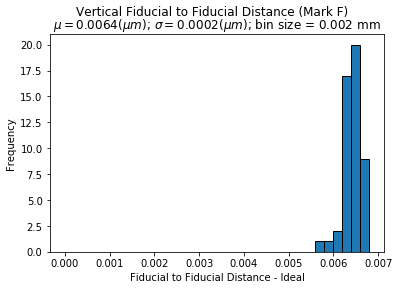 Vertical Fiducial to Fiducial Distance (Mark F)
μ = 0.0064(μm); σ = 0.0002(μm); bin size = 0.002 mm
20.0
17.5
15.0
12.5
10.0
7.5
5.0
2.5
0.0
Frequency
0.000 0.001 0.002 0.003 0.004 0.005 0.006 0.007
Fiducial to Fiducial Distance - Ideal